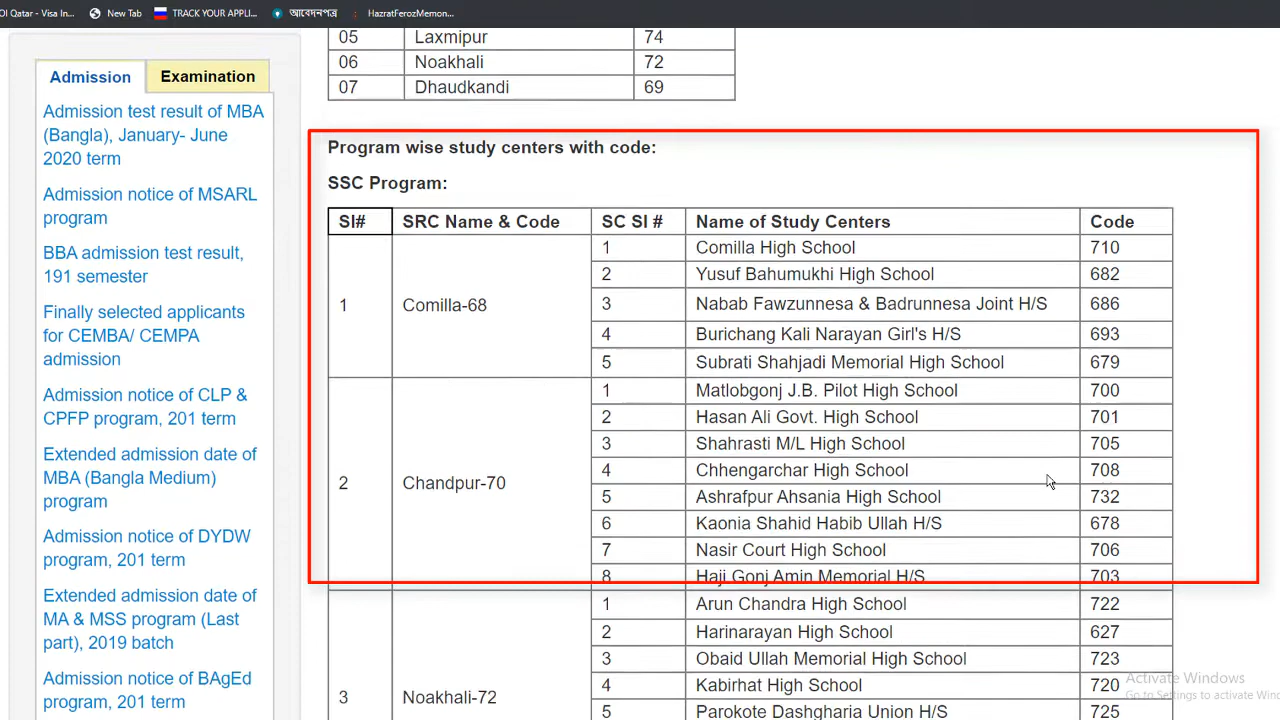 OI Qatar - Visa In... New Tab TRACK YOUR APPLI... আবেদনপত্র HazratFerozMemon...
Admission Examination
Admission test result of MBA
(Bangla), January- June
2020 term
Admission notice of MSARL
program
BBA admission test result,
191 semester
Finally selected applicants
for CEMBA/ CEMPA
admission
Admission notice of CLP &
CPFP program, 201 term
Extended admission date of
MBA (Bangla Medium)
program
Admission notice of DYDW
program, 201 term
Extended admission date of
MA & MSS program (Last
part), 2019 batch
Admission notice of BAgEd
program, 201 term
05 Laxmipur 74
06 Noakhali 72
07 Dhaudkandi 69
Program wise study centers with code:
SSC Program:
Sl# SRC Name & Code SC Sl # Name of Study Centers Code
1 Comilla-68
1 Comilla High School 710
2 Yusuf Bahumukhi High School 682
3 Nabab Fawzunnesa & Badrunnesa Joint H/S 686
4 Burichang Kali Narayan Girl's H/S 693
5 Subrati Shahjadi Memorial High School 679
2 Chandpur-70
1 Matlobgonj J.B. Pilot High School 700
2 Hasan Ali Govt. High School 701
3 Shahrasti M/L High School 705
4 Chhengarchar High School 708
5 Ashrafpur Ahsania High School 732
6 Kaonia Shahid Habib Ullah H/S 678
7 Nasir Court High School 706
8 Haji Gonj Amin Memorial H/S 703
3 Noakhali-72
1 Arun Chandra High School 722
2 Harinarayan High School 627
3 Obaid Ullah Memorial High School 723
4 Kabirhat High School 720
5 Parokote Dashgharia Union H/S 725
Activate Windows
Go to Settings to activate Win